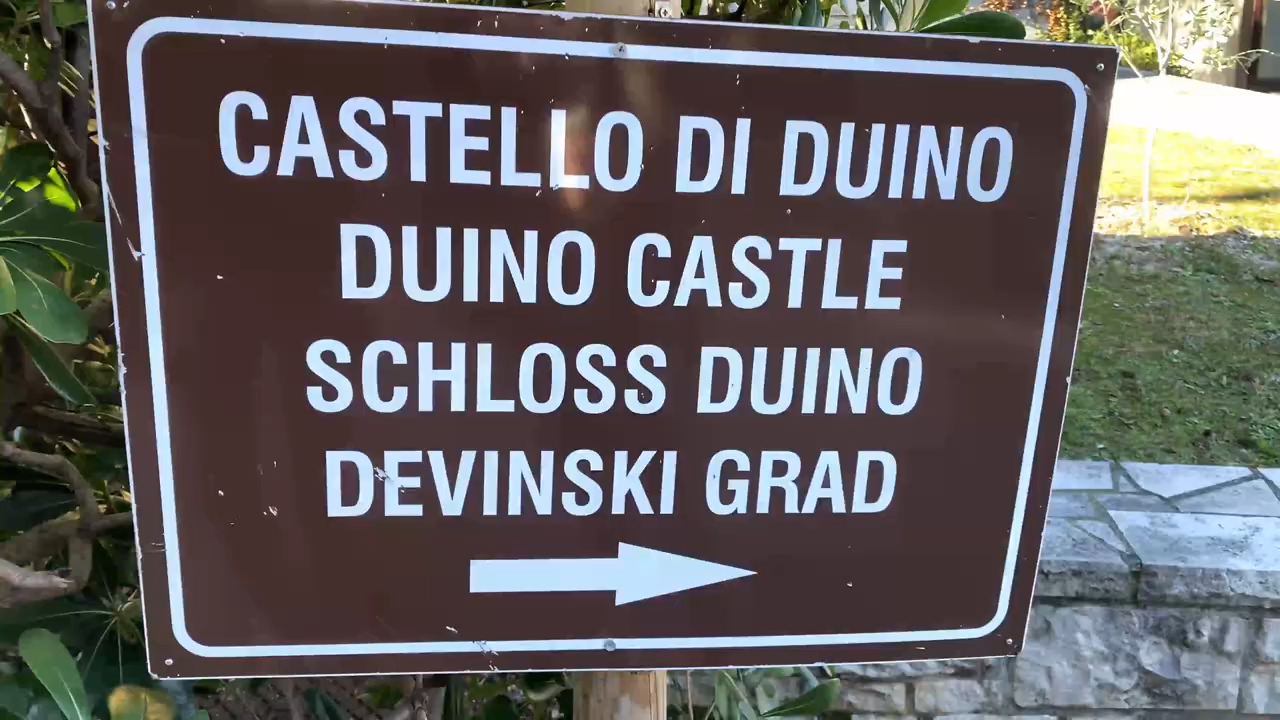 CASTELLO DI DUINO
DUINO CASTLE
SCHLOSS DUINO
DEVINSKI GRAD